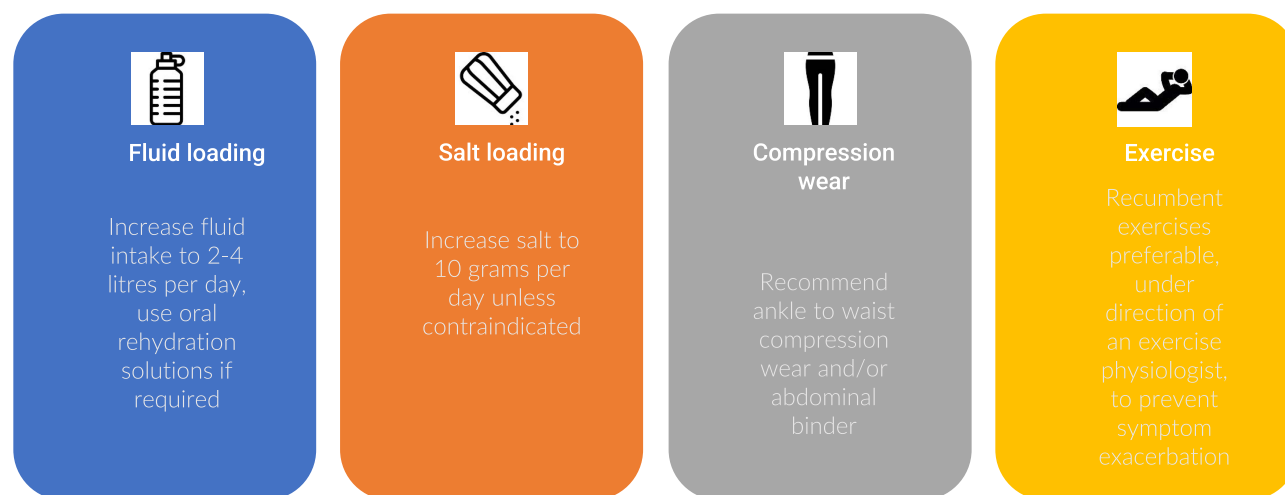 Fluid loading
Increase fluid
intake to 2-4
litres per day,
use oral
rehydration
solutions if
required
Salt loading
Increase salt to
10 grams per
day unless
contraindicated
Compression
wear
Recommend
ankle to waist
compression
wear and/or
abdominal
binder
Exercise
Recumbent
exercises
preferable,
under
direction of
an exercise
physiologist,
to prevent
symptom
exacerbation